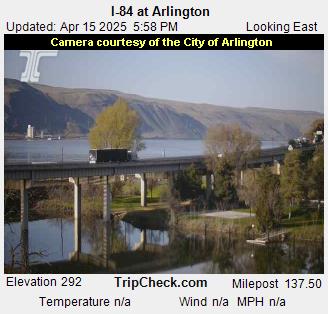 I-84 at Arlington
Updated: Apr 15 2025 5:58 PM Looking East
Camera courtesy of the City of Arlington
Elevation 292 TripCheck.com Milepost 137.50
Temperature n/a Wind n/a MPH n/a